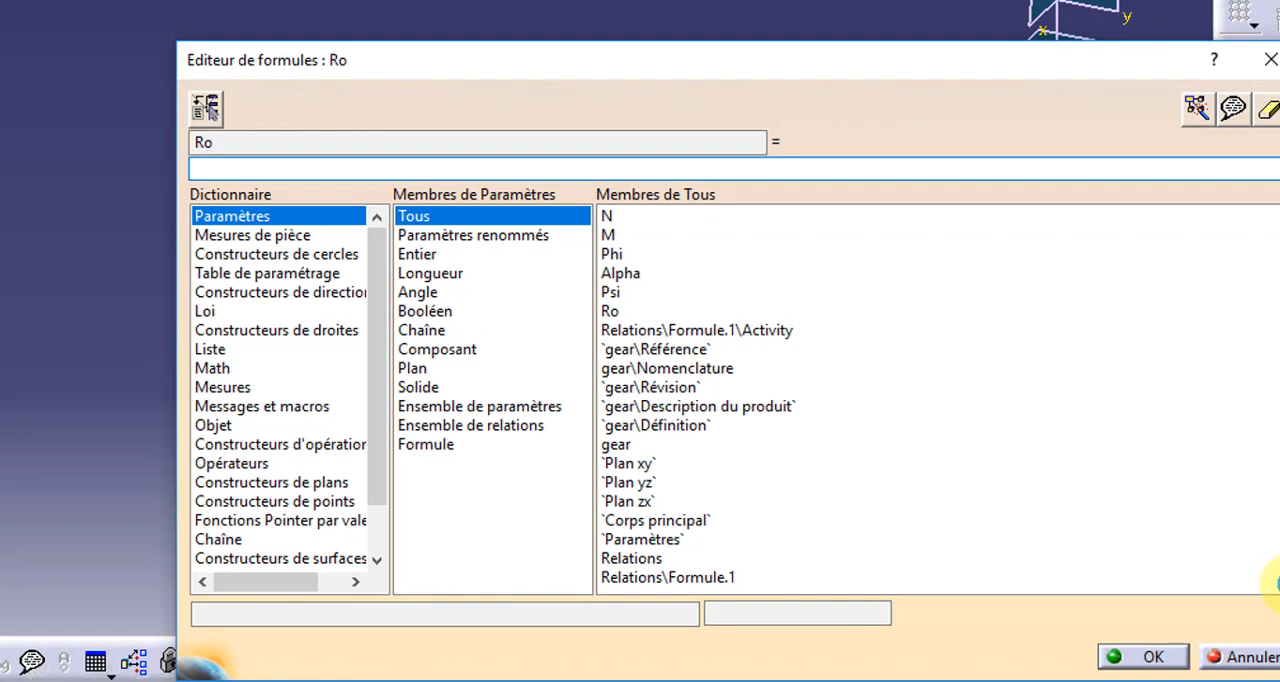 y
x
Editeur de formules : Ro
?
Ro
=
Dictionnaire
Membres de Paramètres
Membres de Tous
Paramètres
Mesures de pièce
Constructeurs de cercles
Table de paramétrage
Constructeurs de direction
Loi
Constructeurs de droites
Liste
Math
Mesures
Messages et macros
Objet
Constructeurs d'opération
Opérateurs
Constructeurs de plans
Constructeurs de points
Fonctions Pointer par vale
Chaîne
Constructeurs de surfaces
Tous
Paramètres renommés
Entier
Longueur
Angle
Booléen
Chaîne
Composant
Plan
Solide
Ensemble de paramètres
Ensemble de relations
Formule
N
M
Phi
Alpha
Psi
Ro
Relations\Formule.1\Activity
`gear\Référence`
gear\Nomenclature
`gear\Révision`
`gear\Description du produit`
`gear\Définition`
gear
`Plan xy`
`Plan yz`
`Plan zx`
`Corps principal`
`Paramètres`
Relations
Relations\Formule.1
OK
Annuler